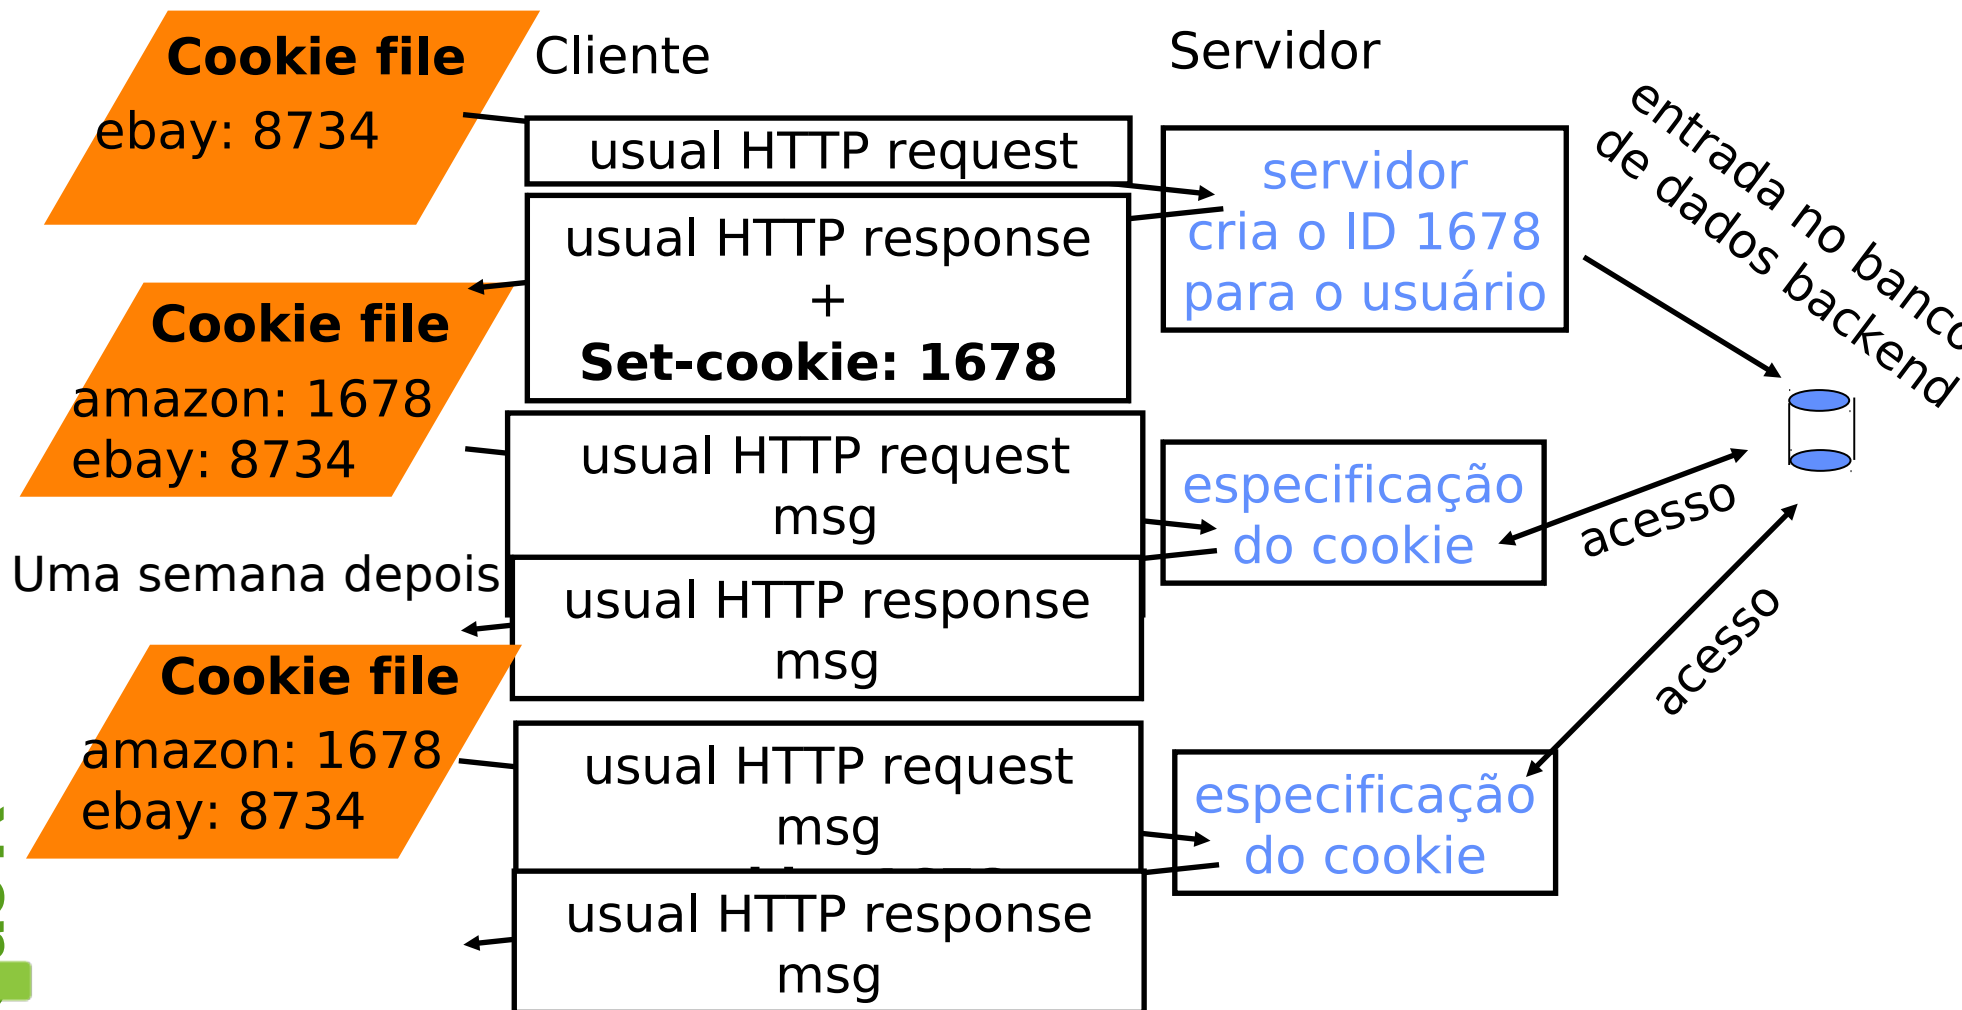 Cookie file
ebay: 8734
Cliente
Servidor
usual HTTP request
servidor
cria o ID 1678
para o usuário
entrada no banco
de dados backend
usual HTTP response
+
Set-cookie: 1678
Cookie file
amazon: 1678
ebay: 8734
usual HTTP request
msg
especificação
do cookie
acesso
Uma semana depois
usual HTTP response
msg
acesso
Cookie file
amazon: 1678
ebay: 8734
usual HTTP request
msg
especificação
do cookie
usual HTTP response
msg